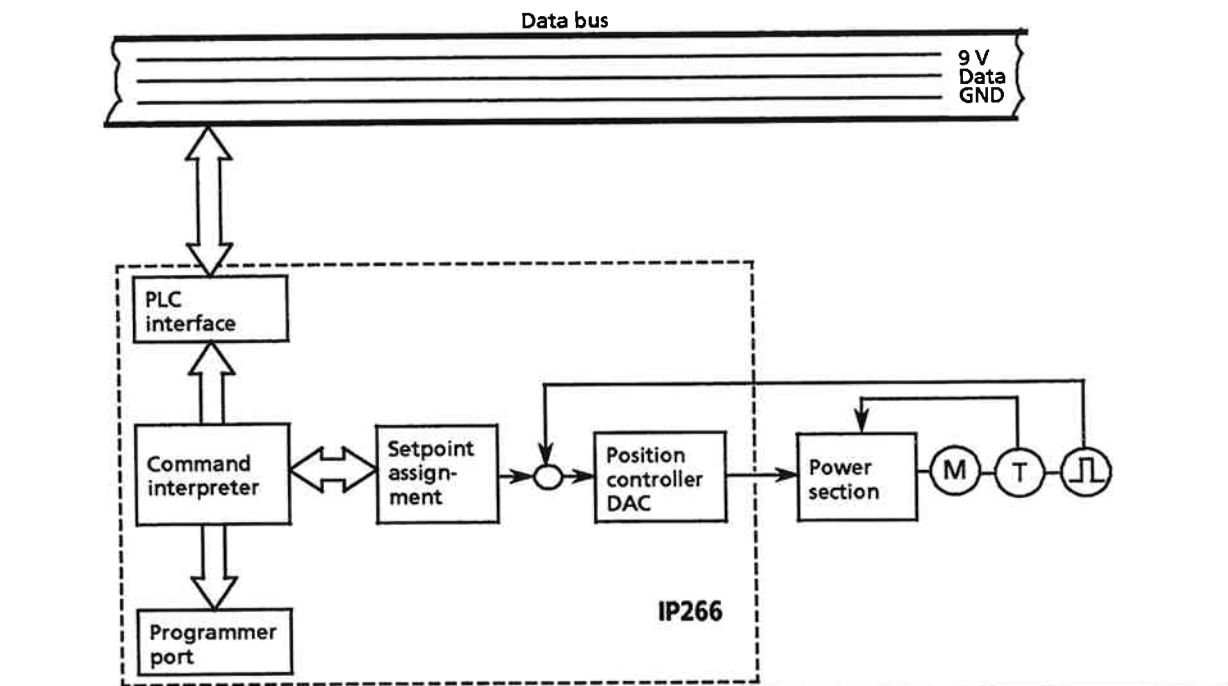 Data bus
9 V
Data
GND
PLC
interface
Command
interpreter
Setpoint
assign-
ment
Position
controller
DAC
Power
section
M
T
IP266
Programmer
port